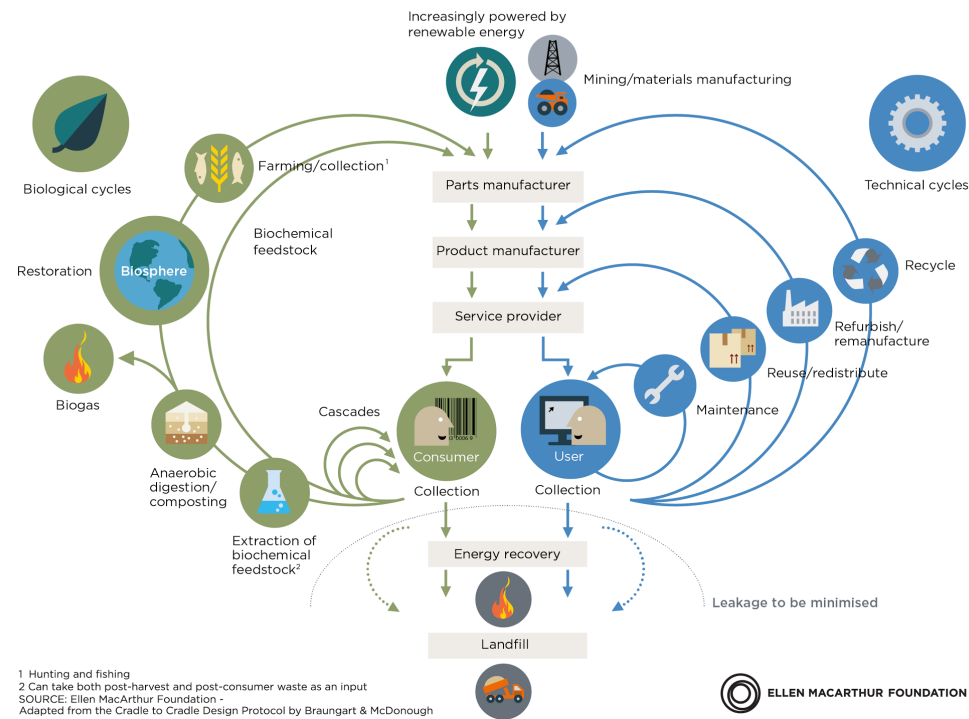 Increasingly powered by
renewable energy
Mining/materials manufacturing
Biological cycles
Technical cycles
Farming/collection¹
Parts manufacturer
Biochemical
feedstock
Product manufacturer
Restoration
Biosphere
Recycle
Service provider
Refurbish/
remanufacture
Biogas
Reuse/redistribute
Cascades
Maintenance
Consumer
User
Anaerobic
digestion/
composting
Collection
Collection
Extraction of
biochemical
feedstock²
Energy recovery
Leakage to be minimised
Landfill
1 Hunting and fishing
2 Can take both post-harvest and post-consumer waste as an input
SOURCE: Ellen MacArthur Foundation -
Adapted from the Cradle to Cradle Design Protocol by Braungart & McDonough
ELLEN MACARTHUR FOUNDATION